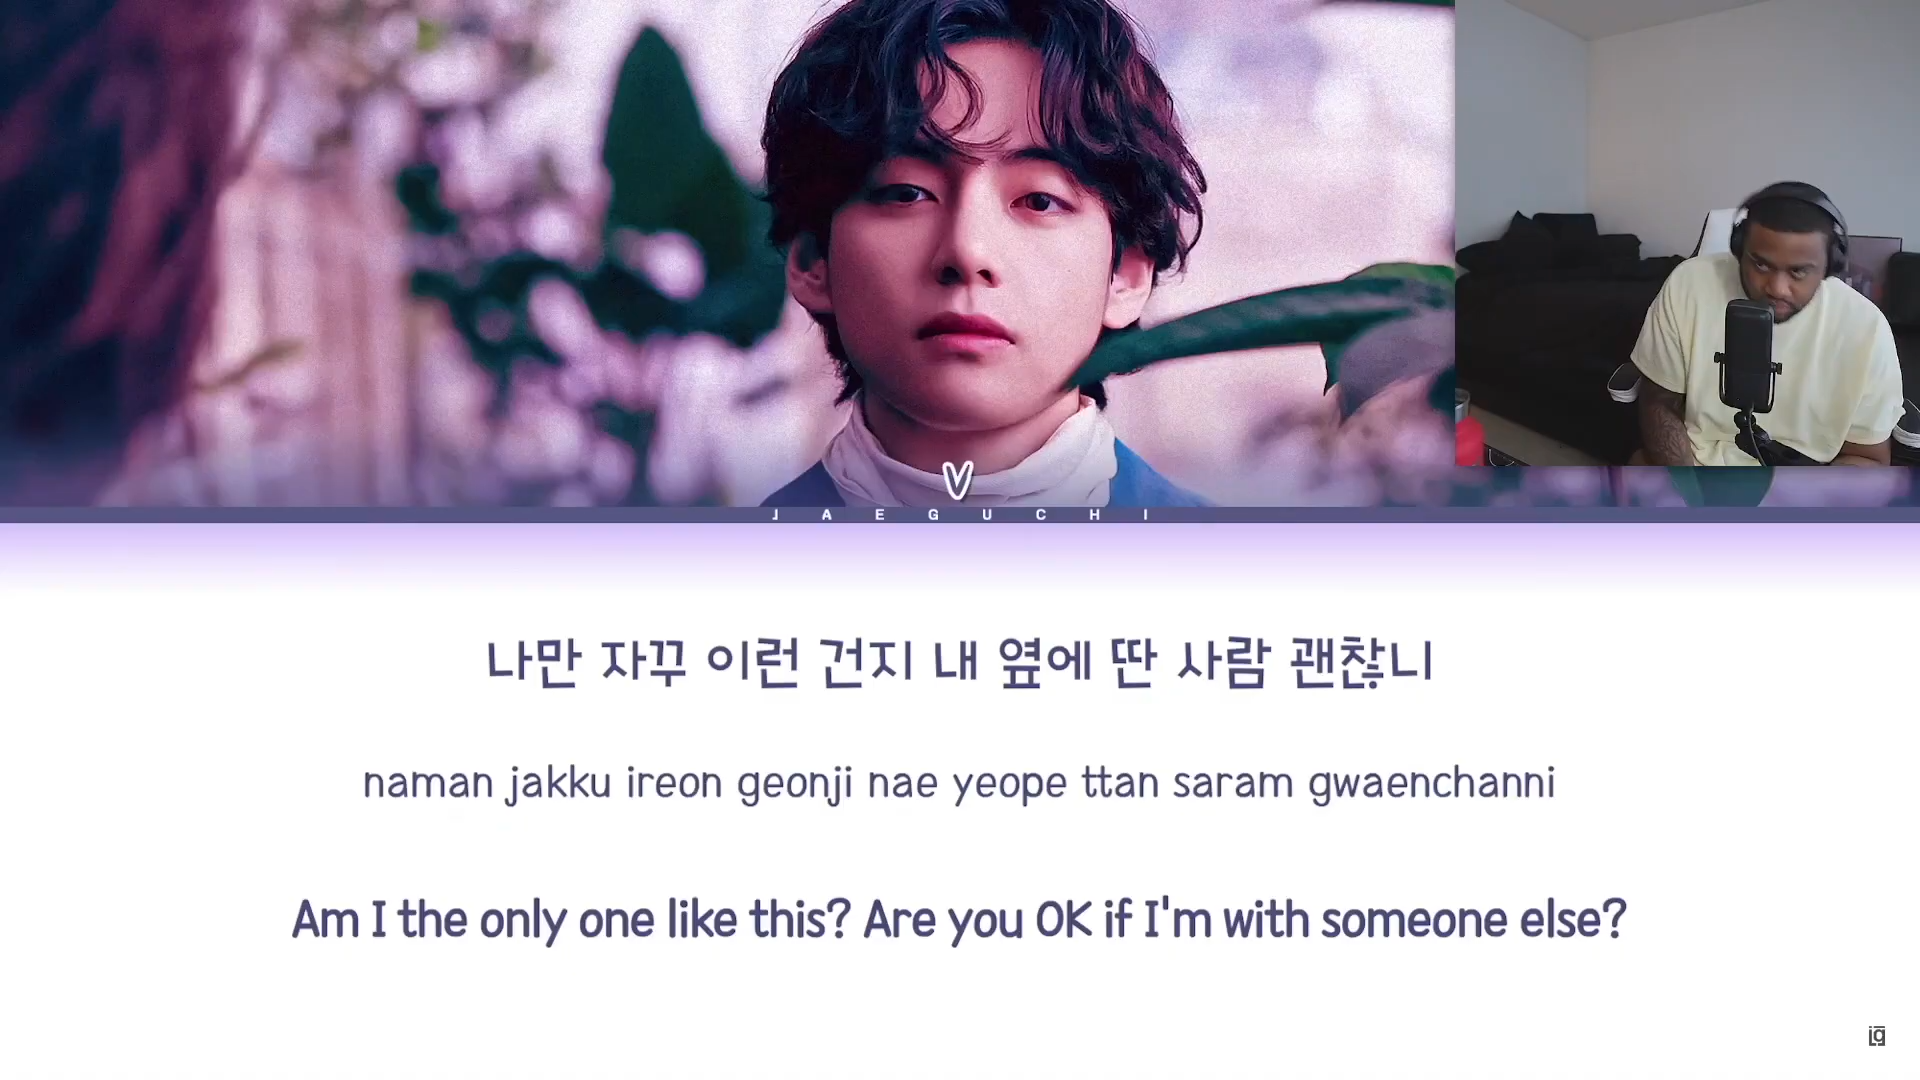 V
JAEGUCHI
나만 자꾸 이런 건지 내 옆에 딴 사람 괜찮니
naman jakku ireon geonji nae yeope ttan saram gwaenchanni
Am I the only one like this? Are you OK if I'm with someone else?
jg